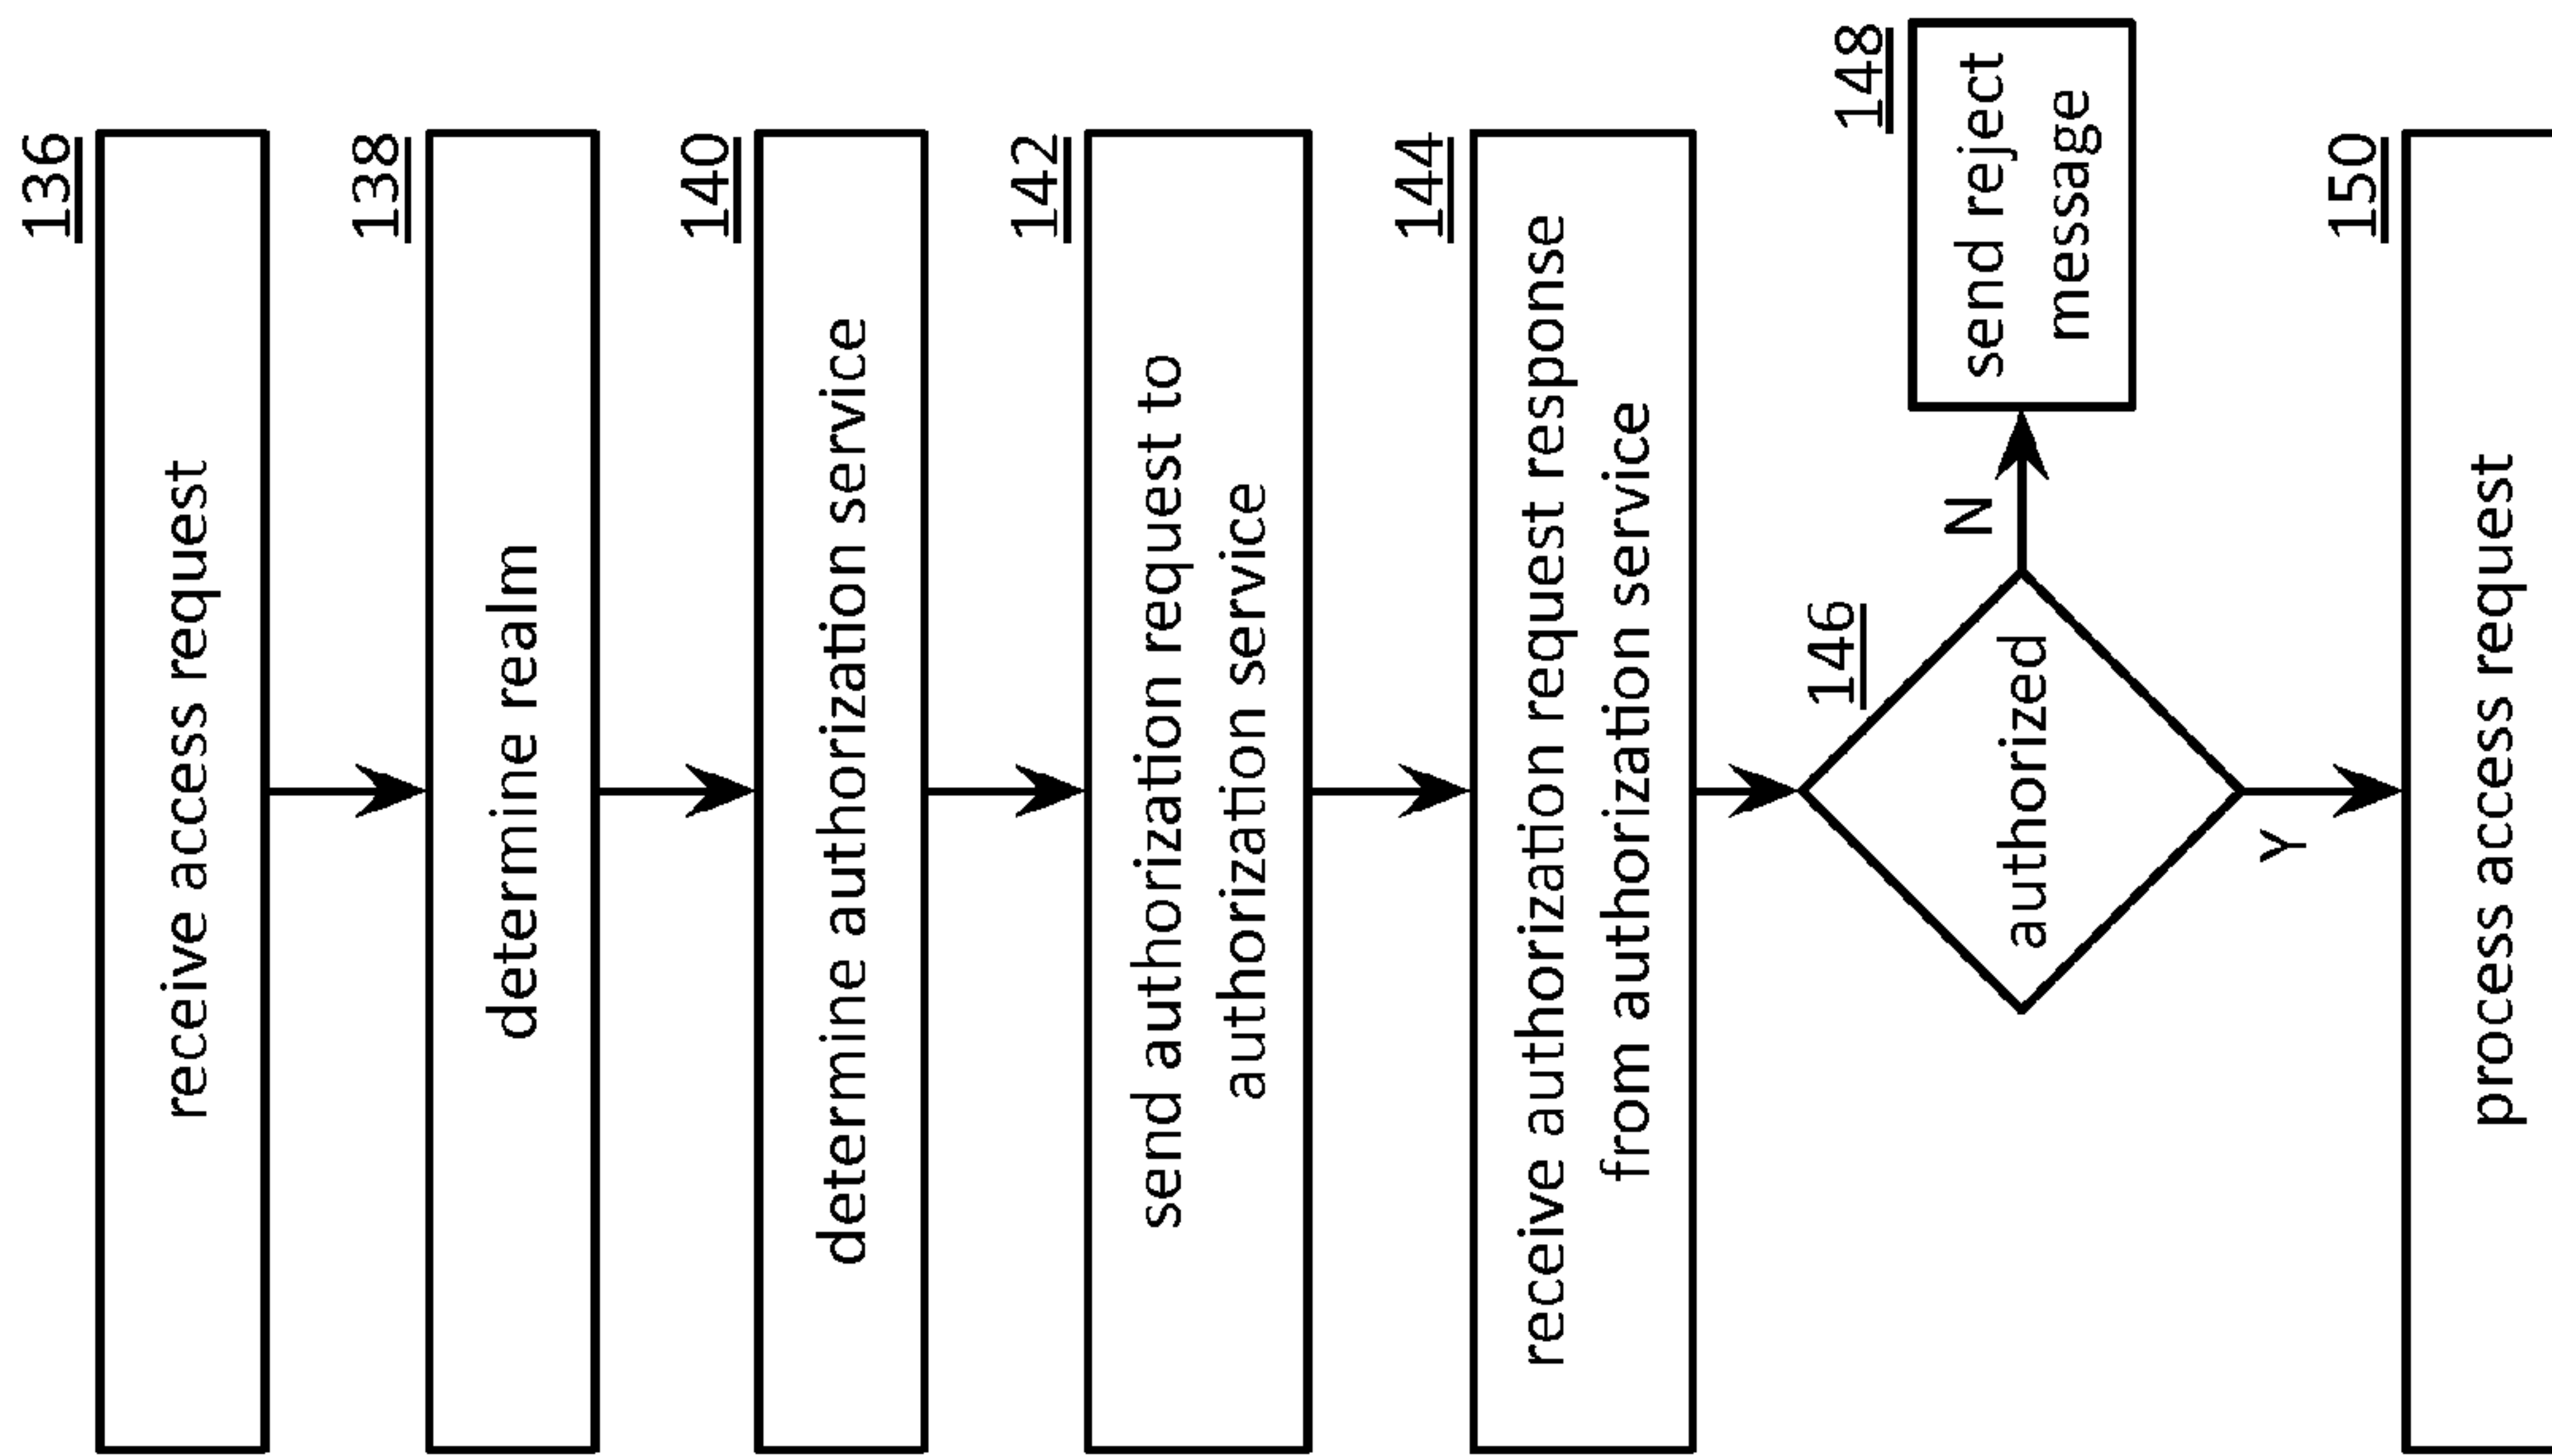 136
receive access request
138
determine realm
140
determine authorization service
142
send authorization request to
authorization service
144
receive authorization request response
from authorization service
146
authorized
N
148
send reject
message
Y
150
process access request